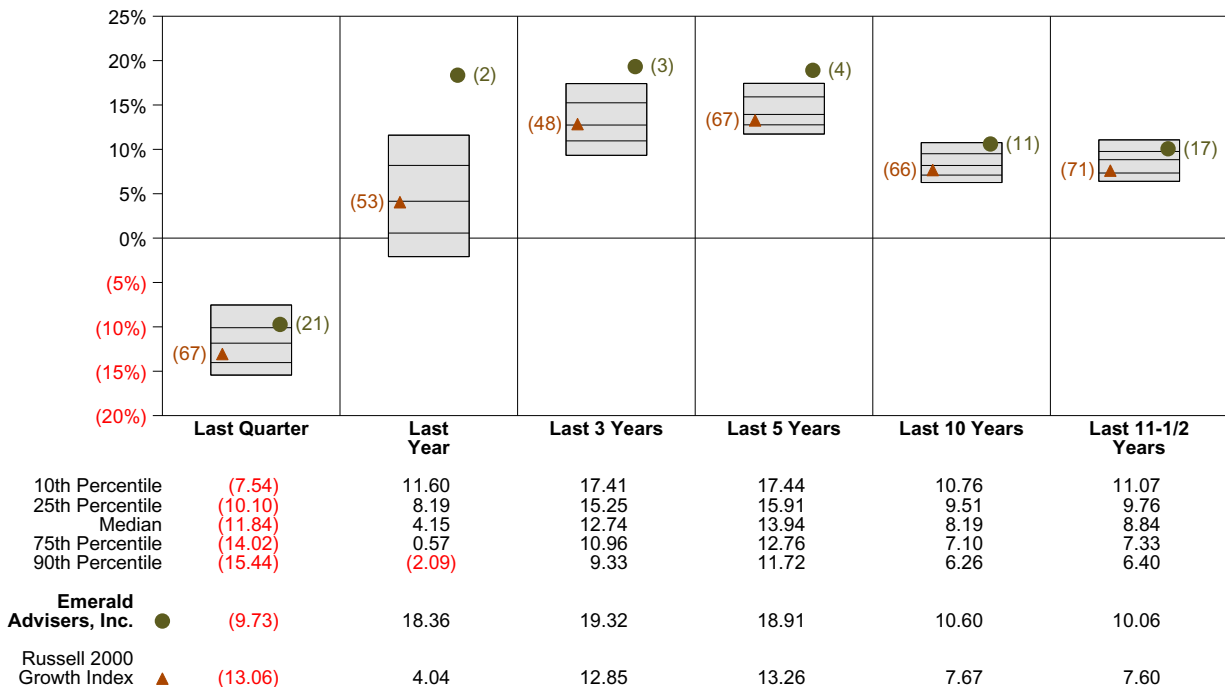 25%
20%
15%
10%
5%
0%
(5%)
(10%)
(15%)
(20%)
(67)
(21)
(53)
(2)
(48)
(3)
(67)
(4)
(66)
(11)
(71)
(17)
Last Quarter
Last
Year
Last 3 Years
Last 5 Years
Last 10 Years
Last 11-1/2
Years
10th Percentile (7.54) 11.60 17.41 17.44 10.76 11.07
25th Percentile (10.10) 8.19 15.25 15.91 9.51 9.76
Median (11.84) 4.15 12.74 13.94 8.19 8.84
75th Percentile (14.02) 0.57 10.96 12.76 7.10 7.33
90th Percentile (15.44) (2.09) 9.33 11.72 6.26 6.40
Emerald
Advisers, Inc. (9.73) 18.36 19.32 18.91 10.60 10.06
Russell 2000
Growth Index (13.06) 4.04 12.85 13.26 7.67 7.60